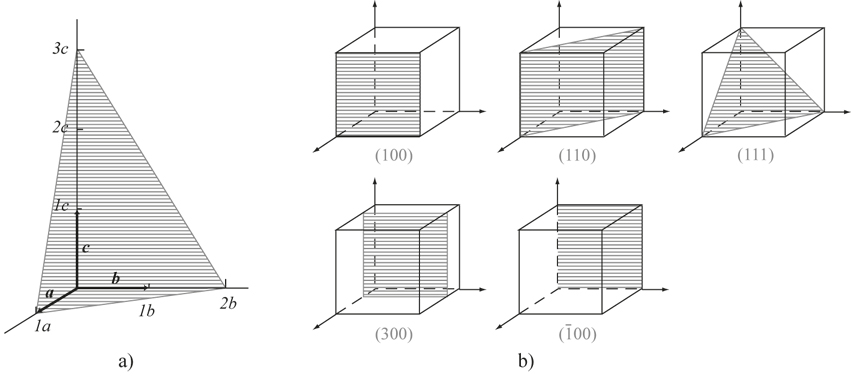 3c
2c
1c
c
a
b
1a
1b
2b
a)
(100)
(110)
(111)
(300)
(1̅00)
b)